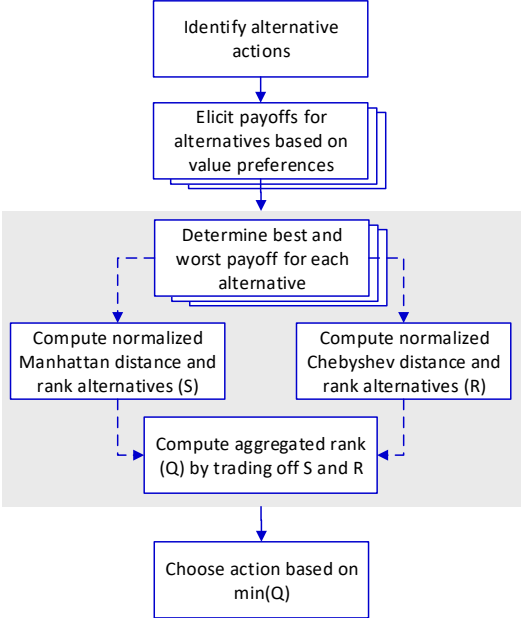 Identify alternative
actions
Elicit payoffs for
alternatives based on
value preferences
Determine best and
worst payoff for each
alternative
Compute normalized
Manhattan distance and
rank alternatives (S)
Compute normalized
Chebyshev distance and
rank alternatives (R)
Compute aggregated rank
(Q) by trading off S and R
Choose action based on
min(Q)